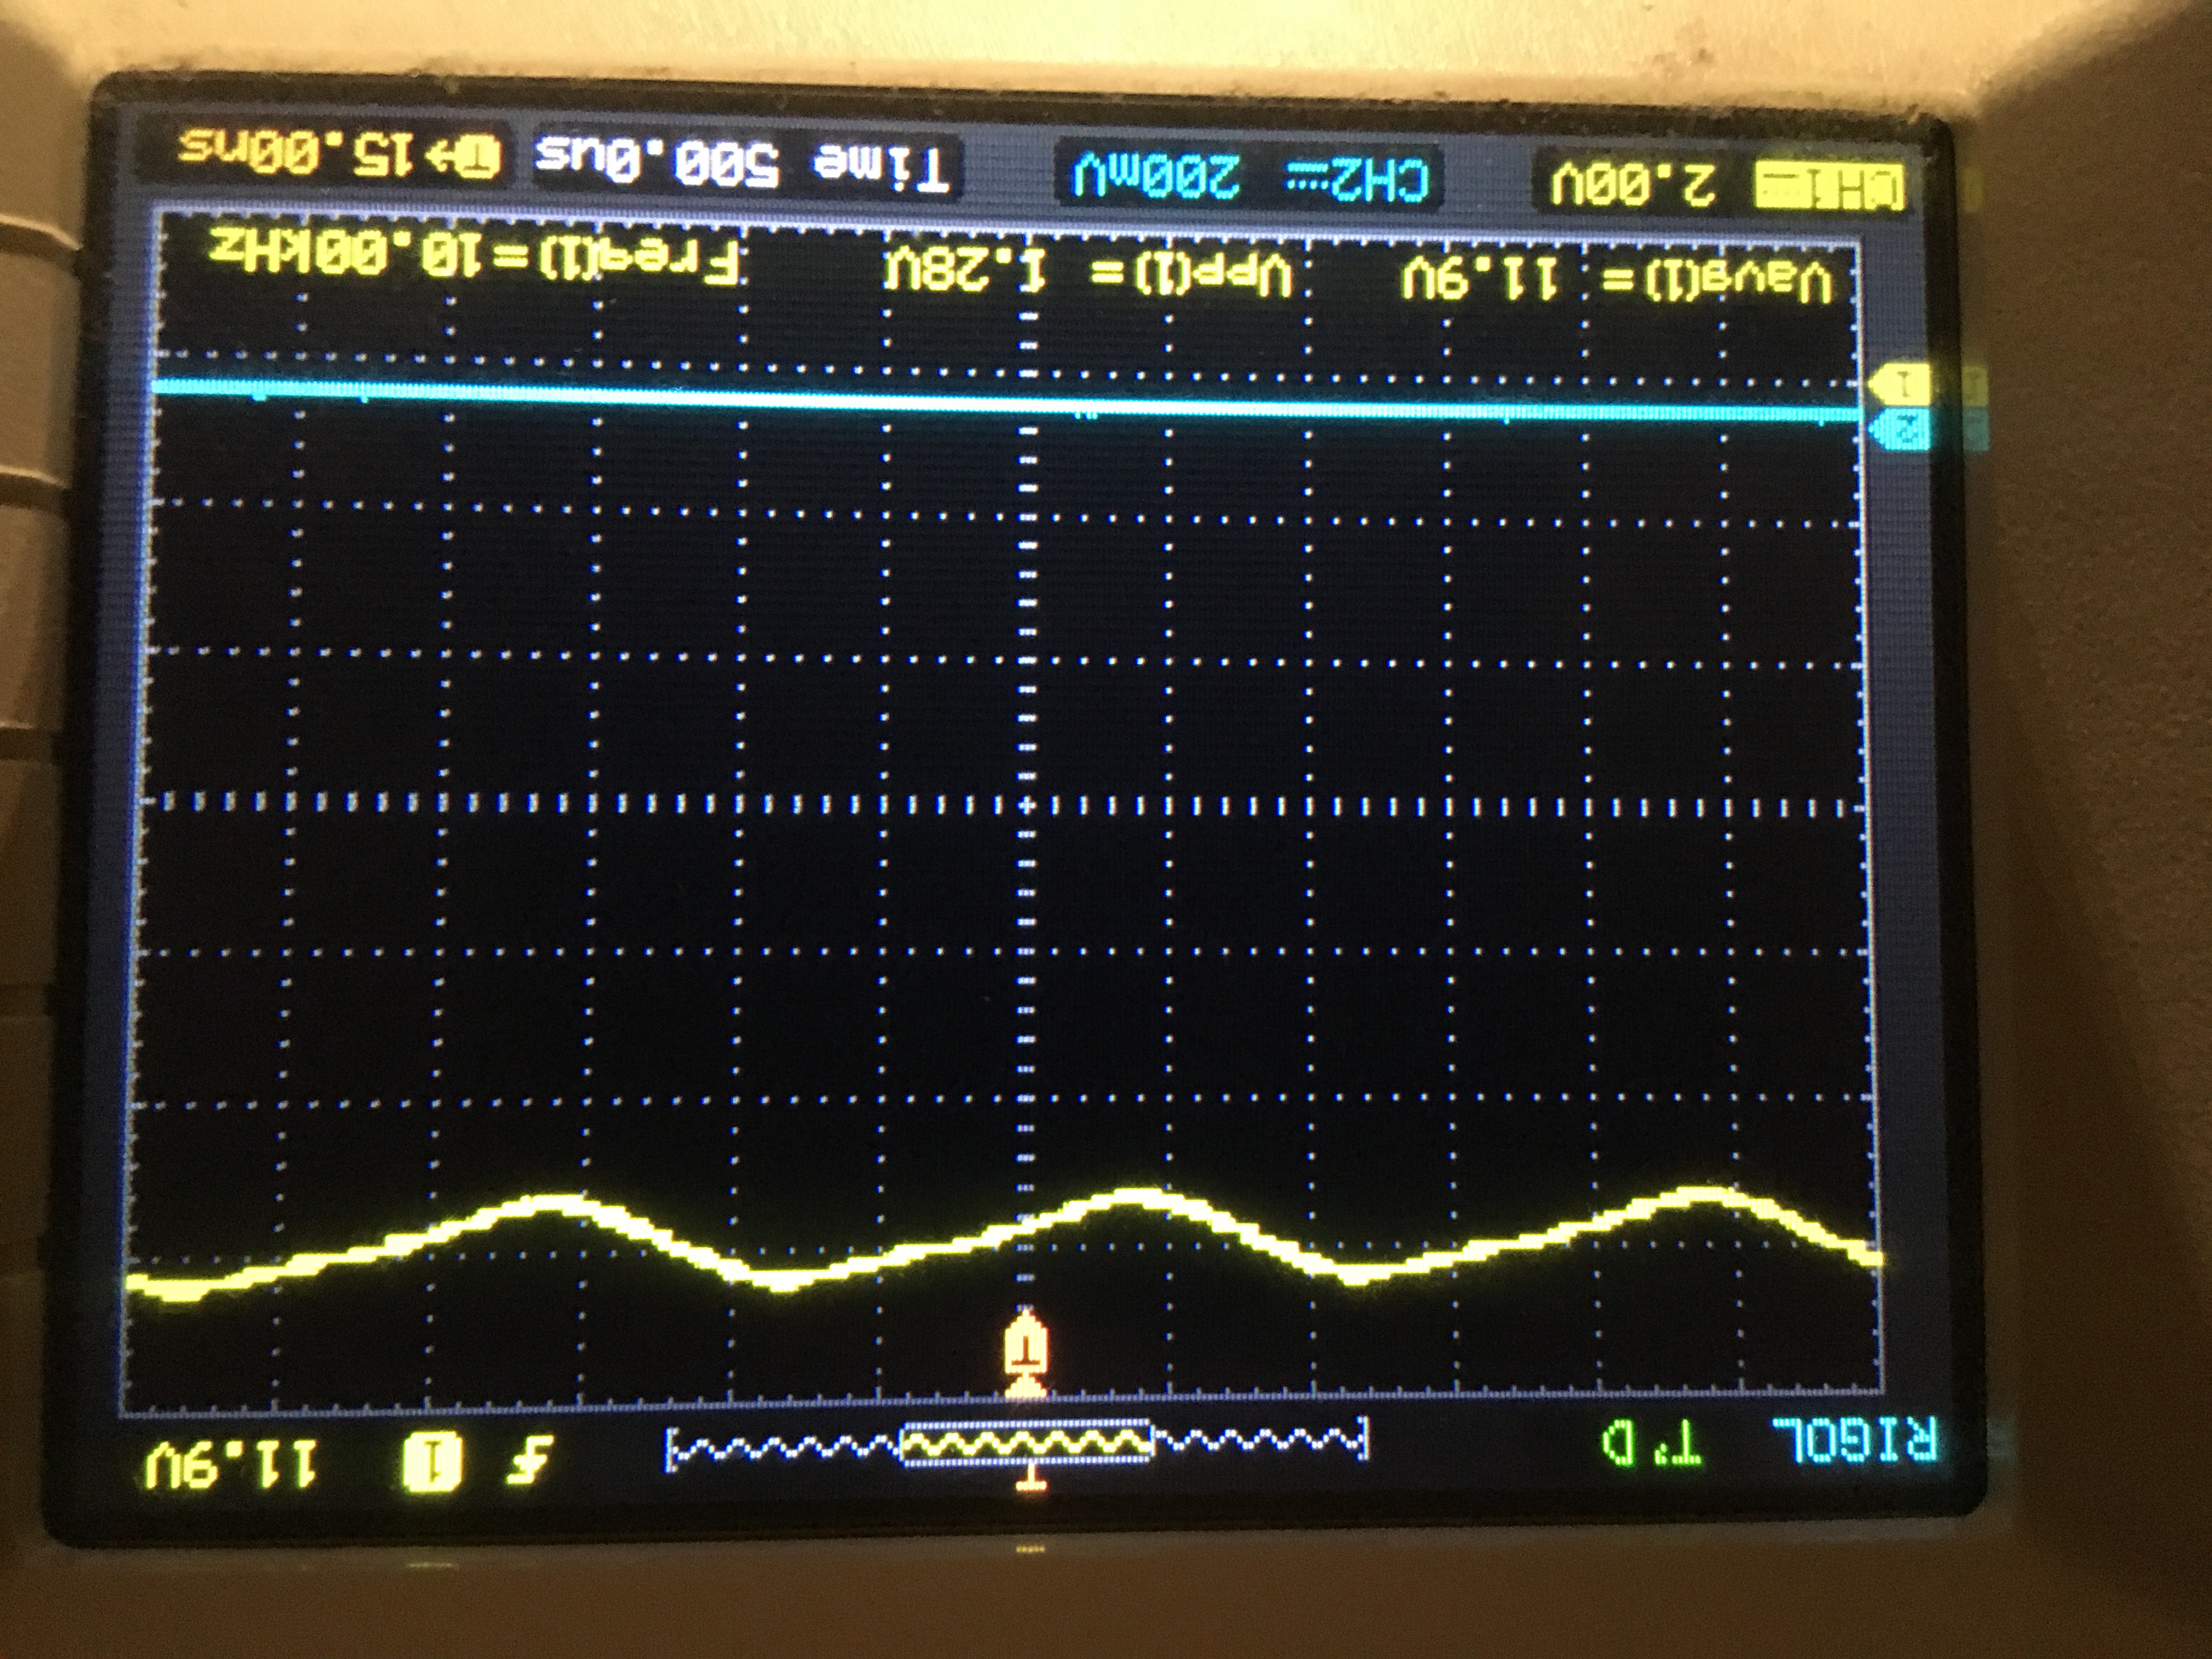 RIGOL T'D T 1 11.9V
T
2
1
Vavg(1)= 11.9V Vpp(1)= 1.28V Freq(1)=10.00kHz
CH1 2.00V CH2 200mV Time 500.0us T→15.00ns